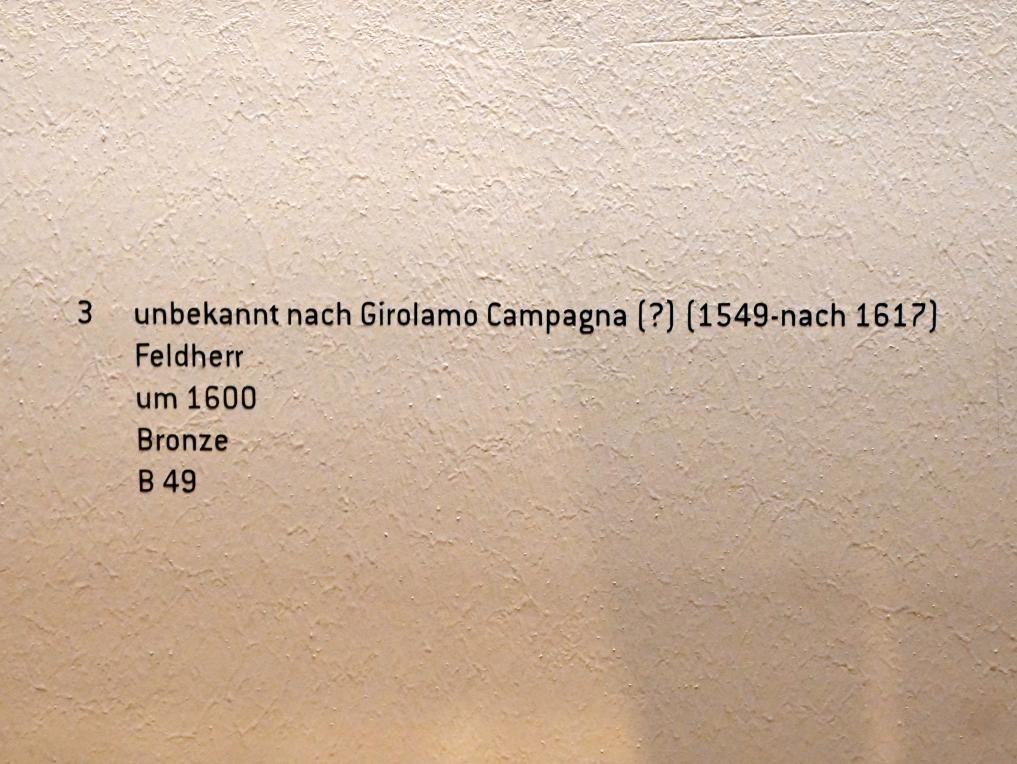 3 unbekannt nach Girolamo Campagna (?) (1549-nach 1617)
Feldherr
um 1600
Bronze
B 49